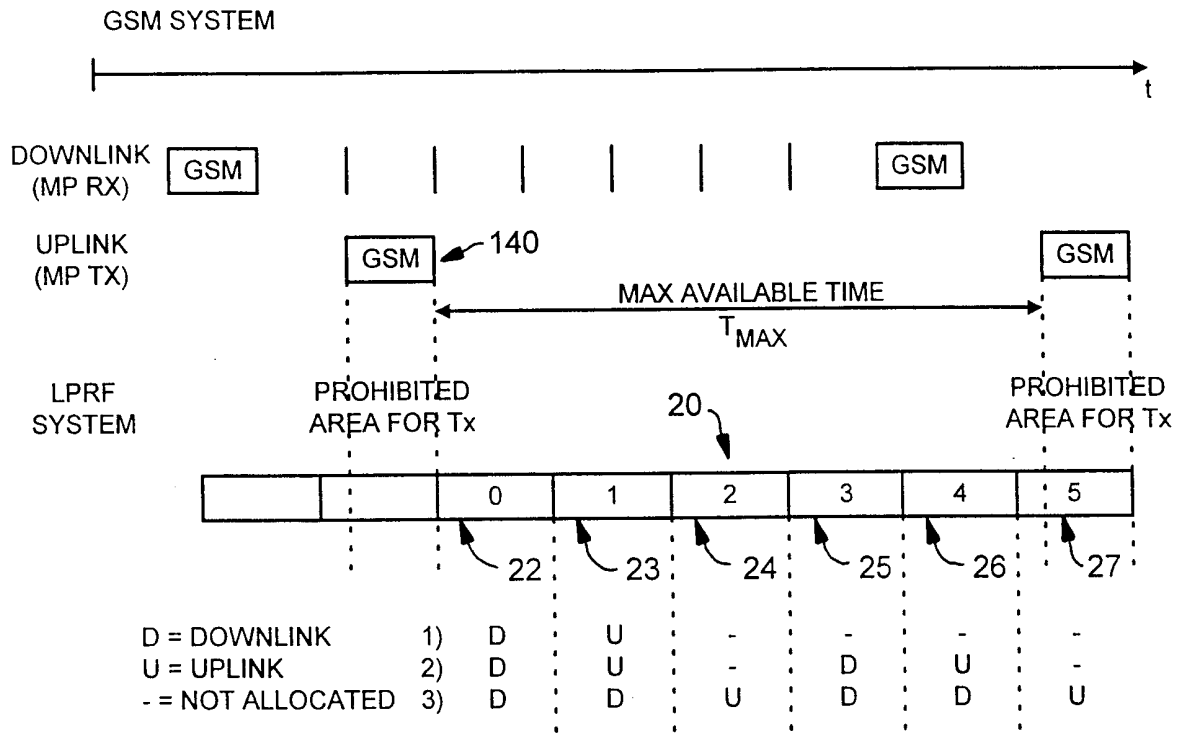 GSM SYSTEM
t
DOWNLINK
(MP RX)
GSM
GSM
UPLINK
(MP TX)
GSM
140
GSM
MAX AVAILABLE TIME
TMAX
LPRF
SYSTEM
PROHIBITED
AREA FOR Tx
20
PROHIBITED
AREA FOR Tx
0 1 2 3 4 5
22 23 24 25 26 27
D = DOWNLINK 1) D U - - - -
U = UPLINK 2) D U - D U -
- = NOT ALLOCATED 3) D D U D D U